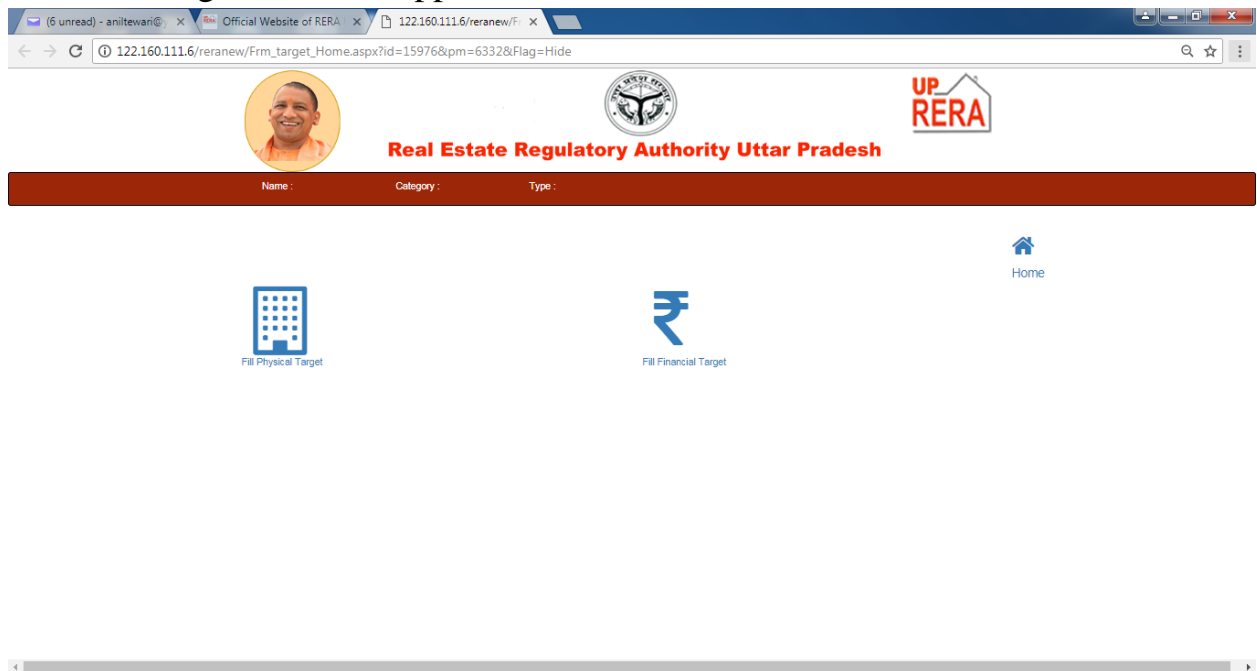 (6 unread) - aniltewari@
Official Website of RERA
122.160.111.6/reranew/Fr
122.160.111.6/reranew/Frm_target_Home.aspx?id=15976&pm=6332&Flag=Hide
UP
RERA
Real Estate Regulatory Authority Uttar Pradesh
Name :
Category :
Type :
Home
Fill Physical Target
Fill Financial Target